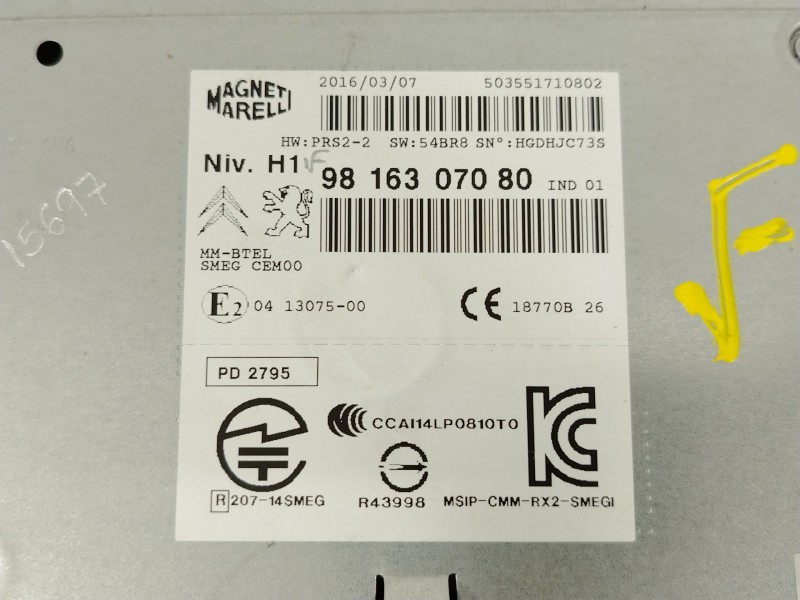 MAGNETI MARELLI
2016/03/07 503551710802
HW:PRS2-2 SW:54BR8 SN°:HGDHJC73S
Niv. H1 F
98 163 070 80 IND 01
MM-BTEL
SMEG CEM00
E2 04 13075-00 CE 18770B 26
PD 2795
CCAI14LP0810T0
R 207-14SMEG R43998 MSIP-CMM-RX2-SMEGI
15697
F